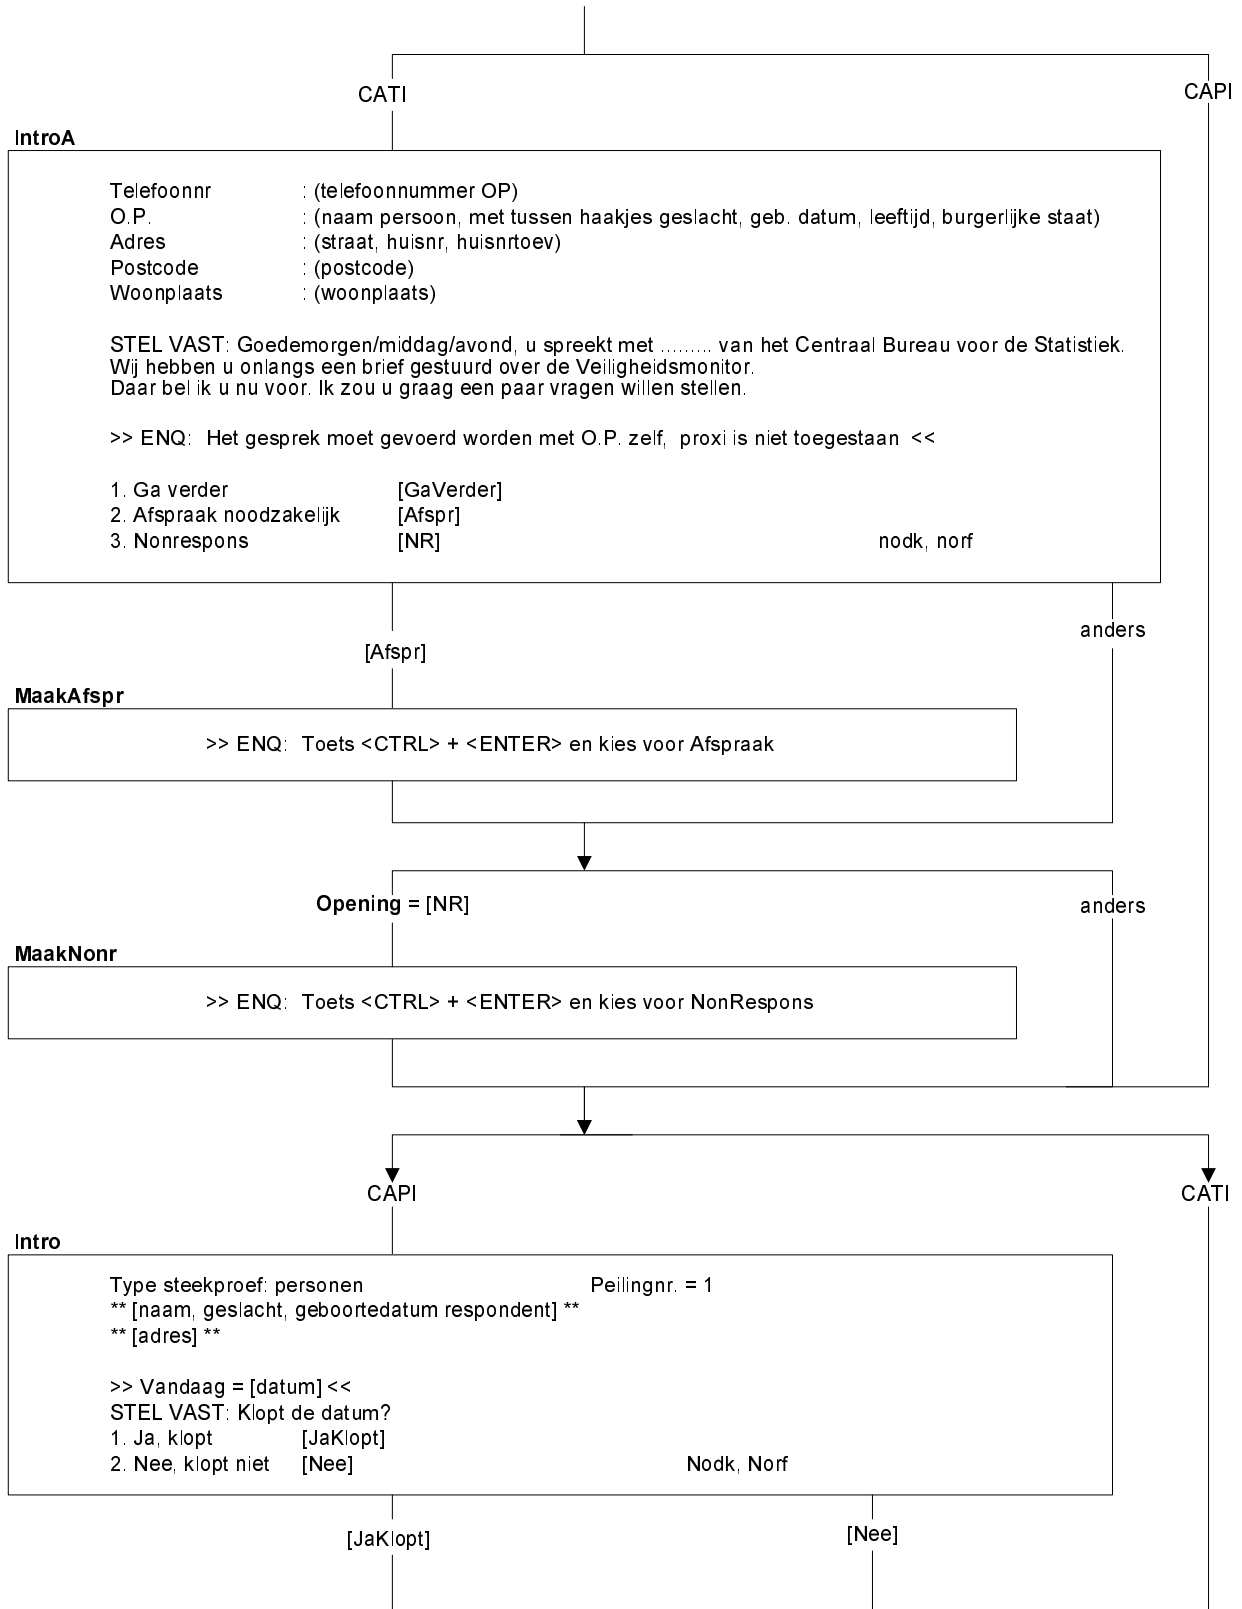 CATI
CAPI
IntroA
Telefoonnr : (telefoonnummer OP)
O.P. : (naam persoon, met tussen haakjes geslacht, geb. datum, leeftijd, burgerlijke staat)
Adres : (straat, huisnr, huisnrtoev)
Postcode : (postcode)
Woonplaats : (woonplaats)
STEL VAST: Goedemorgen/middag/avond, u spreekt met ......... van het Centraal Bureau voor de Statistiek.
Wij hebben u onlangs een brief gestuurd over de Veiligheidsmonitor.
Daar bel ik u nu voor. Ik zou u graag een paar vragen willen stellen.
>> ENQ: Het gesprek moet gevoerd worden met O.P. zelf, proxi is niet toegestaan <<
1. Ga verder [GaVerder]
2. Afspraak noodzakelijk [Afspr]
3. Nonrespons [NR] nodk, norf
anders
[Afspr]
MaakAfspr
>> ENQ: Toets <CTRL> + <ENTER> en kies voor Afspraak
Opening = [NR] anders
MaakNonr
>> ENQ: Toets <CTRL> + <ENTER> en kies voor NonRespons
CAPI CATI
Intro
Type steekproef: personen Peilingnr. = 1
** [naam, geslacht, geboortedatum respondent] **
** [adres] **
>> Vandaag = [datum] <<
STEL VAST: Klopt de datum?
1. Ja, klopt [JaKlopt]
2. Nee, klopt niet [Nee] Nodk, Norf
[JaKlopt] [Nee]